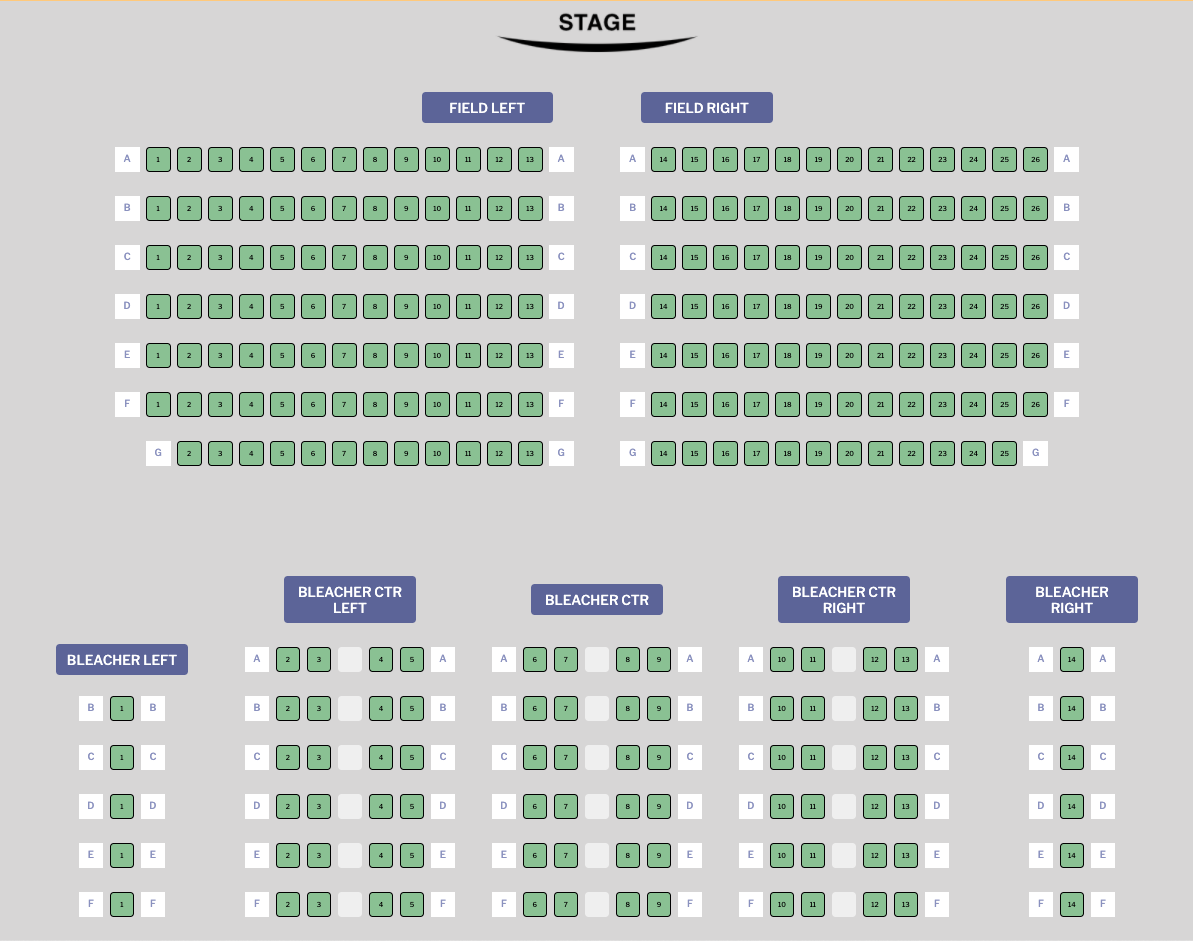 STAGE
FIELD LEFT FIELD RIGHT
A 1 2 3 4 5 6 7 8 9 10 11 12 13 A A 14 15 16 17 18 19 20 21 22 23 24 25 26 A
B 1 2 3 4 5 6 7 8 9 10 11 12 13 B B 14 15 16 17 18 19 20 21 22 23 24 25 26 B
C 1 2 3 4 5 6 7 8 9 10 11 12 13 C C 14 15 16 17 18 19 20 21 22 23 24 25 26 C
D 1 2 3 4 5 6 7 8 9 10 11 12 13 D D 14 15 16 17 18 19 20 21 22 23 24 25 26 D
E 1 2 3 4 5 6 7 8 9 10 11 12 13 E E 14 15 16 17 18 19 20 21 22 23 24 25 26 E
F 1 2 3 4 5 6 7 8 9 10 11 12 13 F F 14 15 16 17 18 19 20 21 22 23 24 25 26 F
G 2 3 4 5 6 7 8 9 10 11 12 13 G G 14 15 16 17 18 19 20 21 22 23 24 25 G
BLEACHER CTR
LEFT
BLEACHER CTR
BLEACHER CTR
RIGHT
BLEACHER
RIGHT
BLEACHER LEFT
A 2 3 4 5 A A 6 7 8 9 A A 10 11 12 13 A A 14 A
B 1 B B 2 3 4 5 B B 6 7 8 9 B B 10 11 12 13 B B 14 B
C 1 C C 2 3 4 5 C C 6 7 8 9 C C 10 11 12 13 C C 14 C
D 1 D D 2 3 4 5 D D 6 7 8 9 D D 10 11 12 13 D D 14 D
E 1 E E 2 3 4 5 E E 6 7 8 9 E E 10 11 12 13 E E 14 E
F 1 F F 2 3 4 5 F F 6 7 8 9 F F 10 11 12 13 F F 14 F